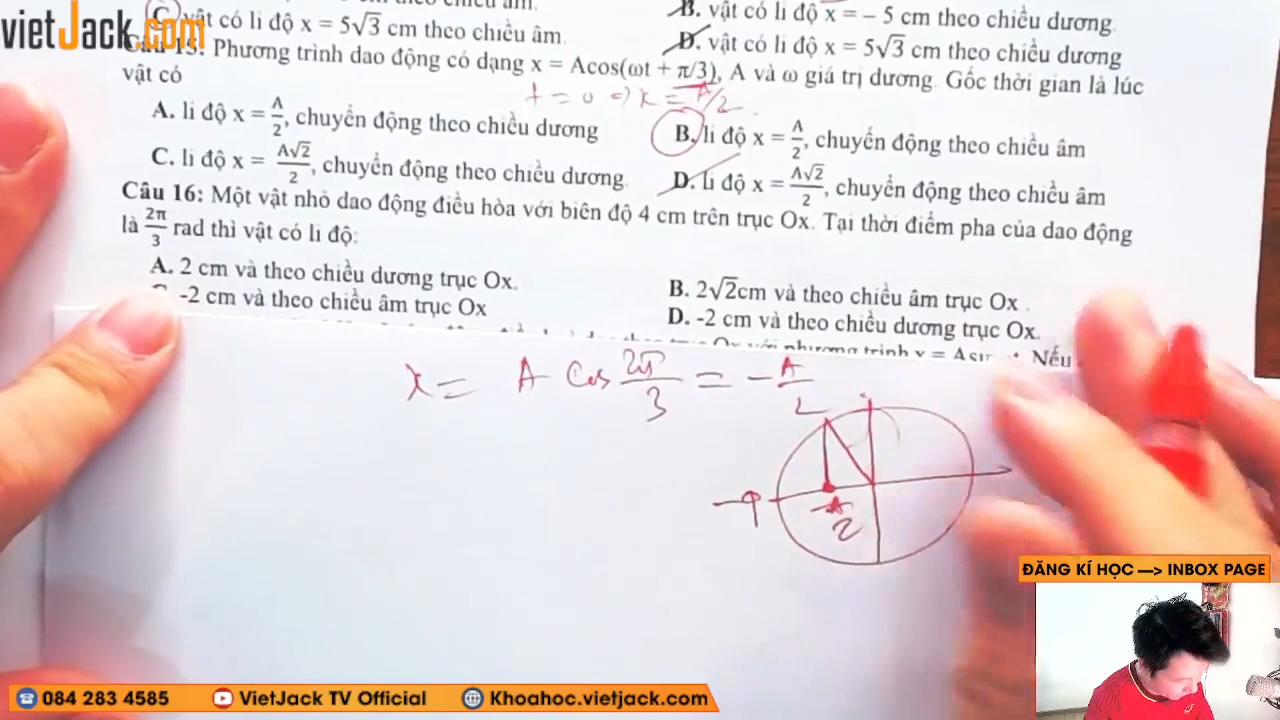 vietJack.com
C. vật có li độ x = 5√3 cm theo chiều âm.
B. vật có li độ x = − 5 cm theo chiều dương.
D. vật có li độ x = 5√3 cm theo chiều dương
Câu 15: Phương trình dao động có dạng x = Acos(ωt + π/3), A và ω giá trị dương. Gốc thời gian là lúc
vật có
t = 0 => x = A/2
A. li độ x = A/2, chuyển động theo chiều dương
B. li độ x = A/2, chuyển động theo chiều âm
C. li độ x = A√2/2, chuyển động theo chiều dương.
D. li độ x = A√2/2, chuyển động theo chiều âm
Câu 16: Một vật nhỏ dao động điều hòa với biên độ 4 cm trên trục Ox. Tại thời điểm pha của dao động
là 2π/3 rad thì vật có li độ:
A. 2 cm và theo chiều dương trục Ox.
B. 2√2cm và theo chiều âm trục Ox .
-2 cm và theo chiều âm trục Ox
D. -2 cm và theo chiều dương trục Ox.
Nếu
x = A Cos 2π/3 = -A/2
-A
-A/2
ĐĂNG KÍ HỌC —> INBOX PAGE
084 283 4585
VietJack TV Official
Khoahoc.vietjack.com